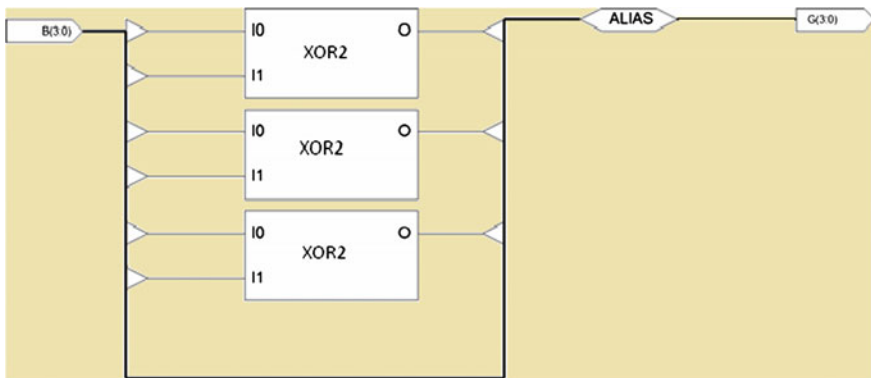 B(3:0)
I0
O
XOR2
I1
ALIAS
G(3:0)
I0
O
XOR2
I1
I0
O
XOR2
I1